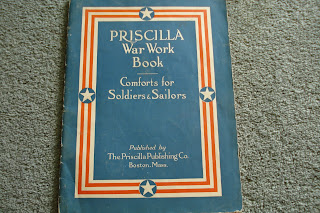 PRISCILLA
War Work
Book
Comforts for
Soldiers & Sailors
Published by
The Priscilla Publishing Co.
Boston, Mass.